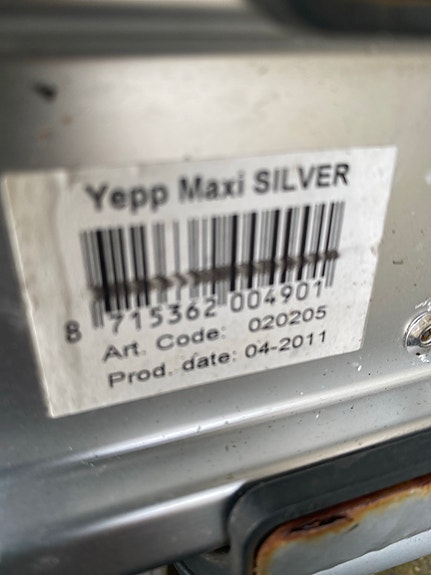 Yepp Maxi SILVER
8 715362 004901
Art. Code: 020205
Prod. date: 04-2011